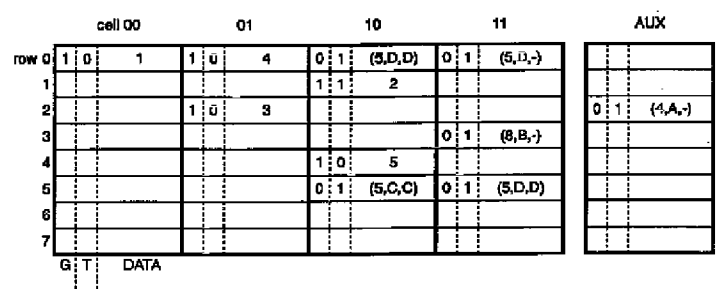 cell 00 01 10 11 AUX
row 0 1 0 1 1 0 4 0 1 (5,D,D) 0 1 (5,D,-)
1 1 1 2
2 1 0 3 0 1 (4,A,-)
3 0 1 (8,B,-)
4 1 0 5
5 0 1 (5,C,C) 0 1 (5,D,D)
6
7
G T DATA